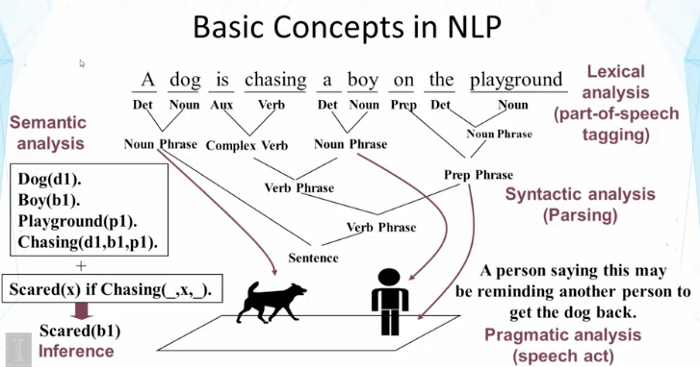 Basic Concepts in NLP
A dog is chasing a boy on the playground
Det Noun Aux Verb Det Noun Prep Det Noun
Lexical
analysis
(part-of-speech
tagging)
Semantic
analysis
Noun Phrase Complex Verb Noun Phrase
Noun Phrase
Verb Phrase
Prep Phrase
Verb Phrase
Sentence
Syntactic analysis
(Parsing)
Dog(d1).
Boy(b1).
Playground(p1).
Chasing(d1,b1,p1).
+
Scared(x) if Chasing(_,x,_).
Scared(b1)
Inference
A person saying this may
be reminding another person to
get the dog back.
Pragmatic analysis
(speech act)